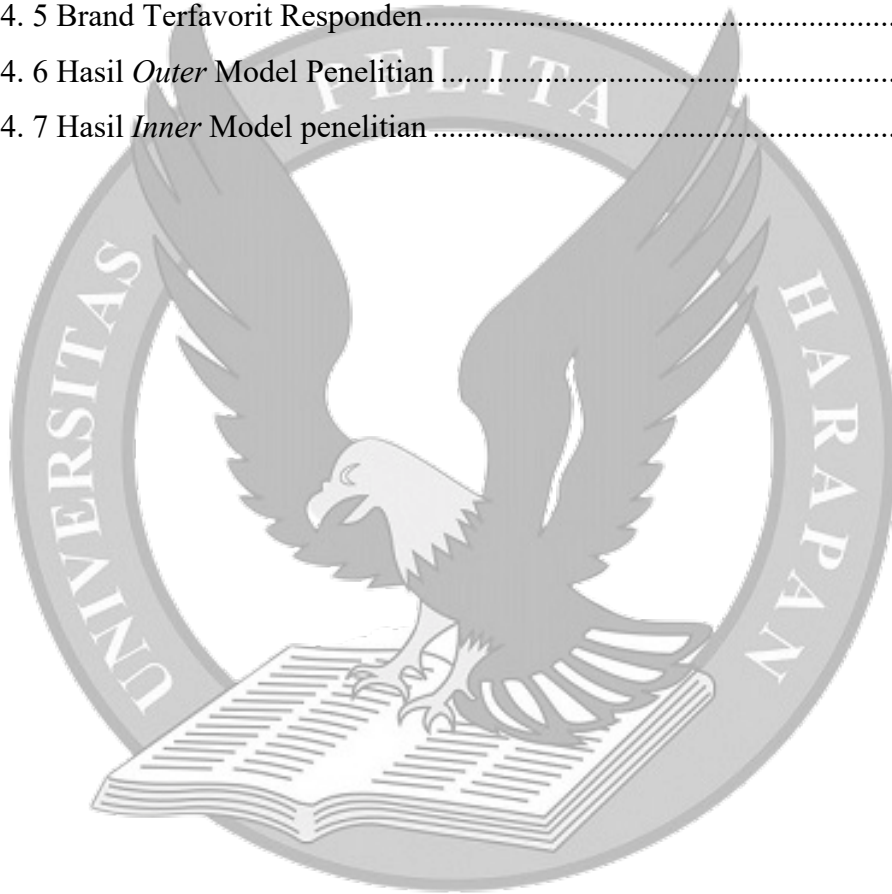 4. 5 Brand Terfavorit Responden........................................................
4. 6 Hasil Outer Model Penelitian ......................................................
4. 7 Hasil Inner Model penelitian .......................................................
UNIVERSITAS PELITA HARAPAN